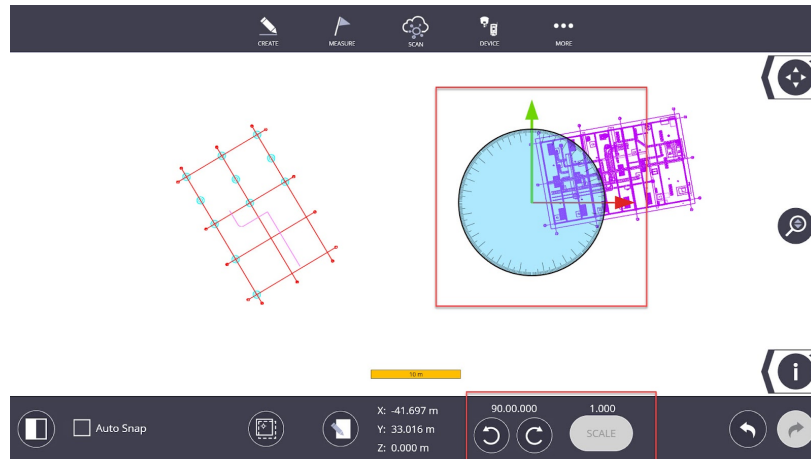 CREATE
MEASURE
SCAN
DEVICE
MORE
10 m
Auto Snap
X: -41.697 m
Y: 33.016 m
Z: 0.000 m
90.00.000
1.000
SCALE